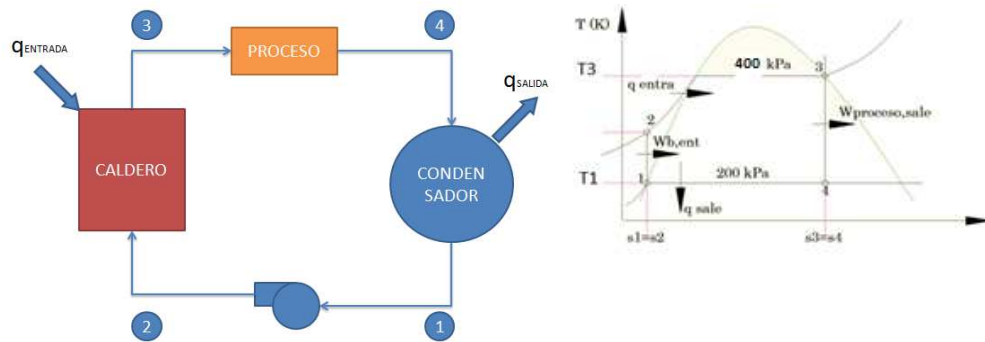 3
4
qENTRADA
PROCESO
qSALIDA
CALDERO
CONDEN
SADOR
2
1
T (K)
T3
400 kPa
3
q entra
Wproceso,sale
2
Wb,ent
T1
1
200 kPa
4
q sale
s1=s2
s3=s4